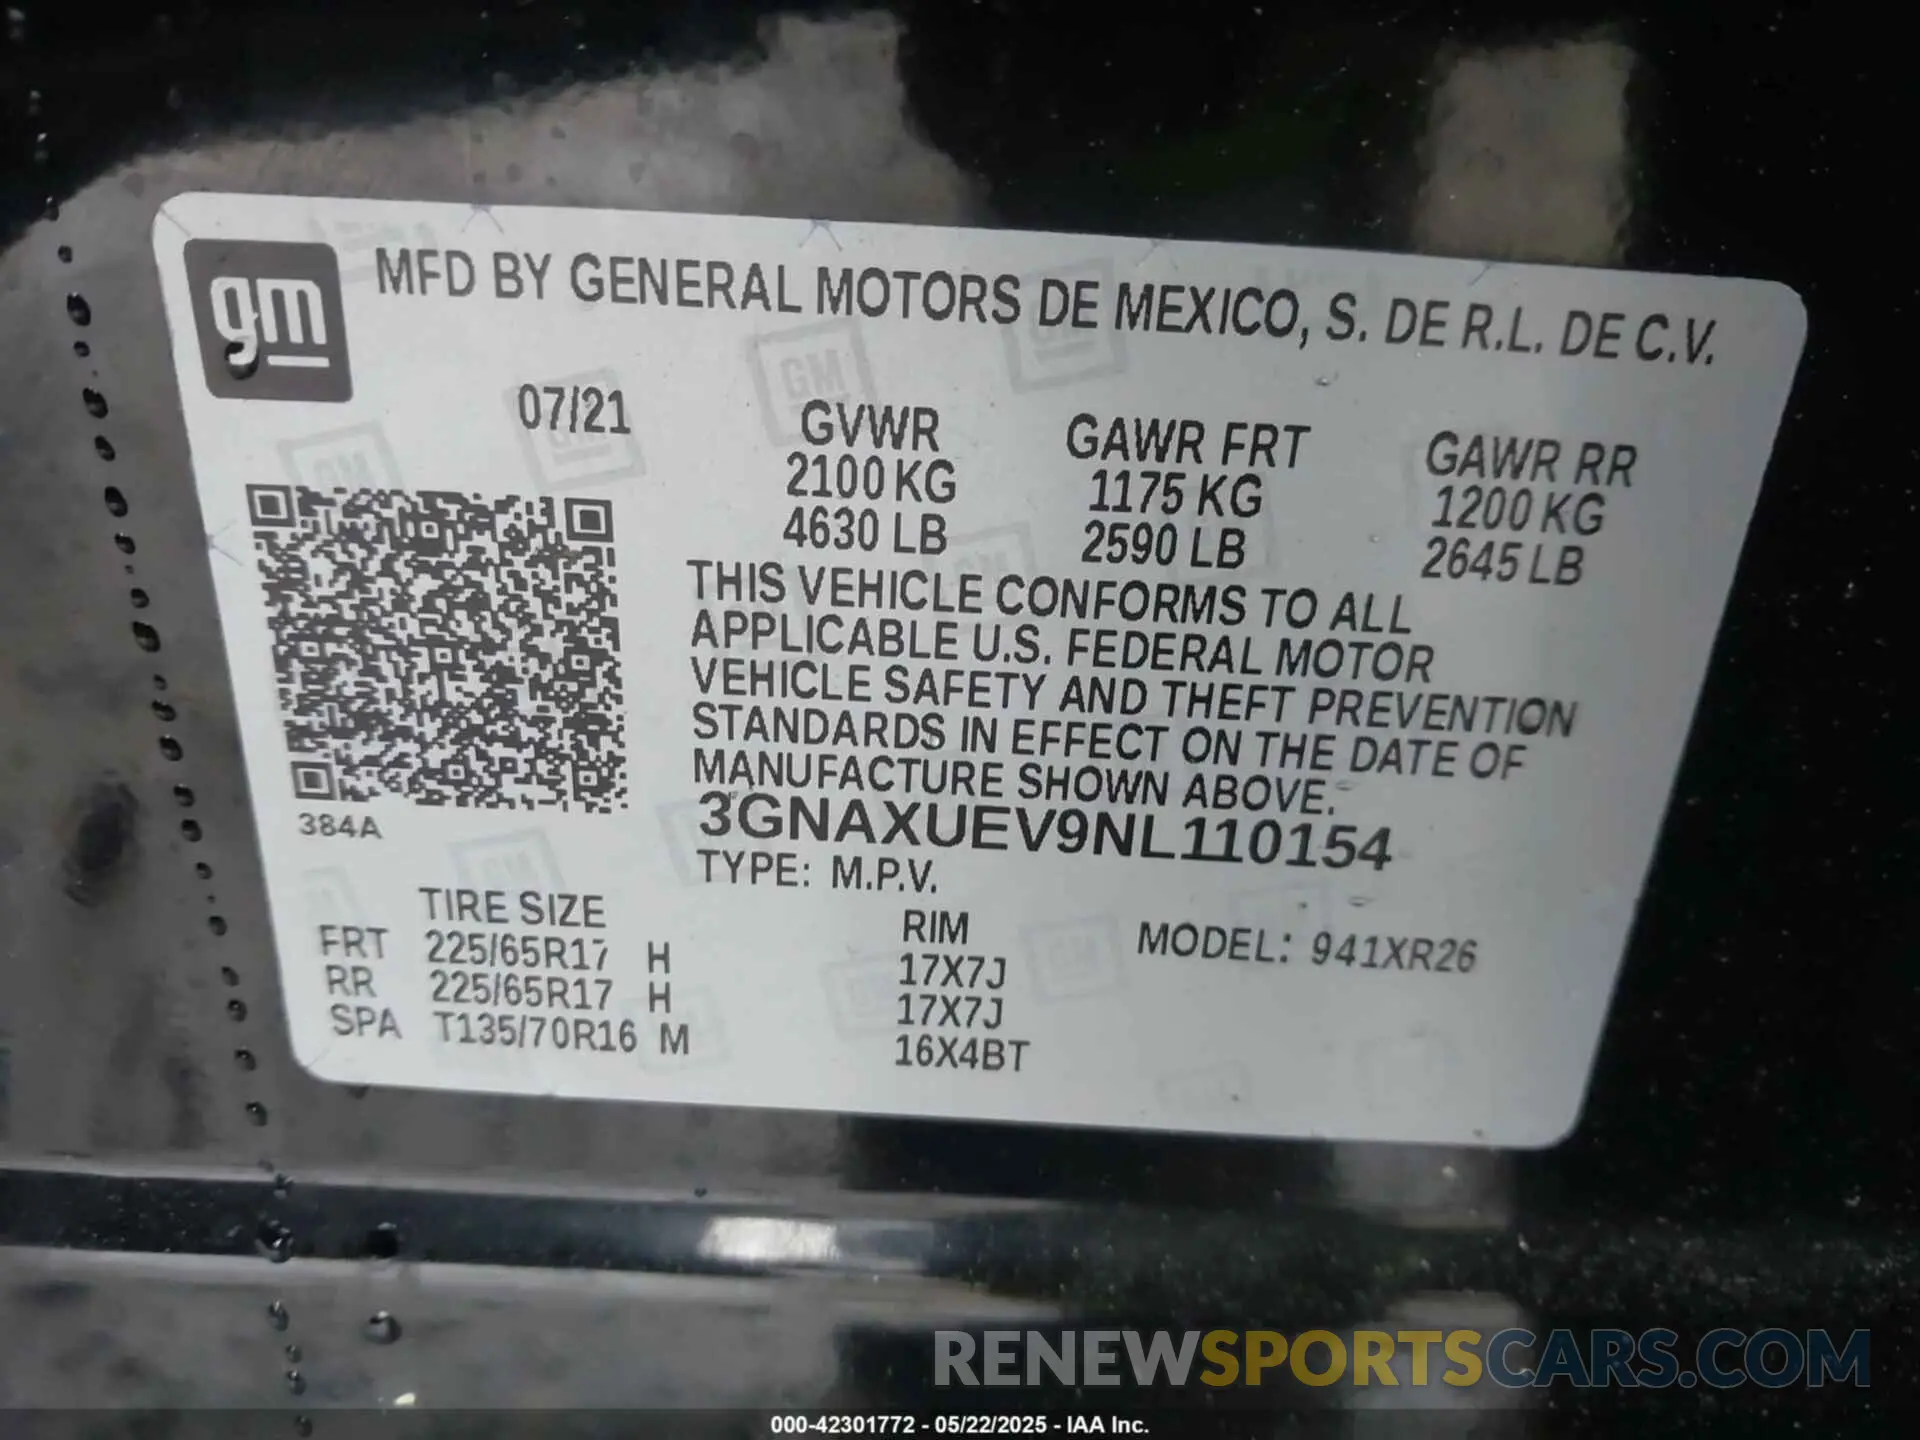 gm
MFD BY GENERAL MOTORS DE MEXICO, S. DE R.L. DE C.V.
07/21
GVWR GAWR FRT GAWR RR
2100 KG 1175 KG 1200 KG
4630 LB 2590 LB 2645 LB
THIS VEHICLE CONFORMS TO ALL
APPLICABLE U.S. FEDERAL MOTOR
VEHICLE SAFETY AND THEFT PREVENTION
STANDARDS IN EFFECT ON THE DATE OF
MANUFACTURE SHOWN ABOVE.
384A
3GNAXUEV9NL110154
TYPE: M.P.V.
TIRE SIZE RIM MODEL: 941XR26
FRT 225/65R17 H 17X7J
RR 225/65R17 H 17X7J
SPA T135/70R16 M 16X4BT
RENEWSPORTSCARS.COM
000-42301772 - 05/22/2025 - IAA Inc.